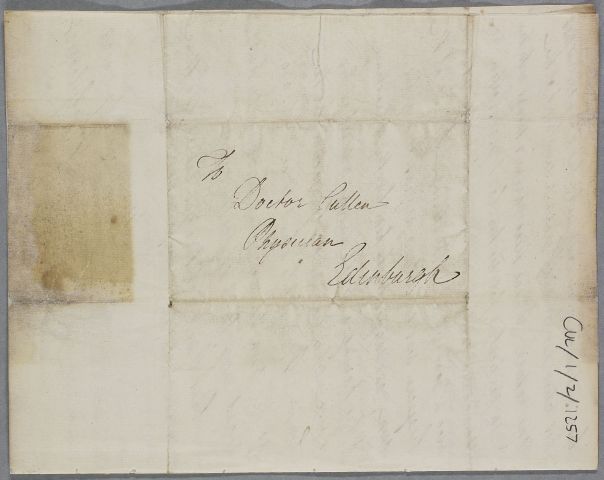 To
Doctor Cullen
Physician
Edinburgh
CUL/1/2/1257